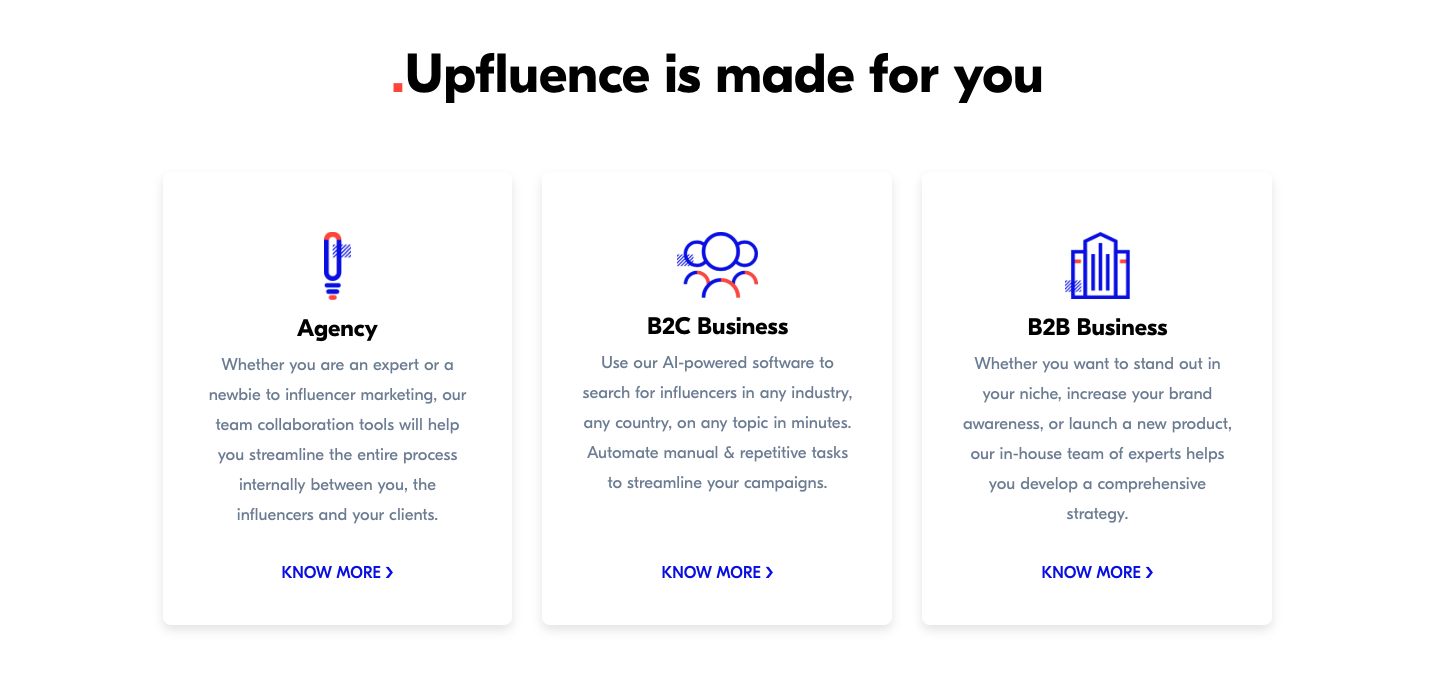 .Upfluence is made for you
Agency
Whether you are an expert or a
newbie to influencer marketing, our
team collaboration tools will help
you streamline the entire process
internally between you, the
influencers and your clients.
KNOW MORE ›
B2C Business
Use our AI-powered software to
search for influencers in any industry,
any country, on any topic in minutes.
Automate manual & repetitive tasks
to streamline your campaigns.
KNOW MORE ›
B2B Business
Whether you want to stand out in
your niche, increase your brand
awareness, or launch a new product,
our in-house team of experts helps
you develop a comprehensive
strategy.
KNOW MORE ›